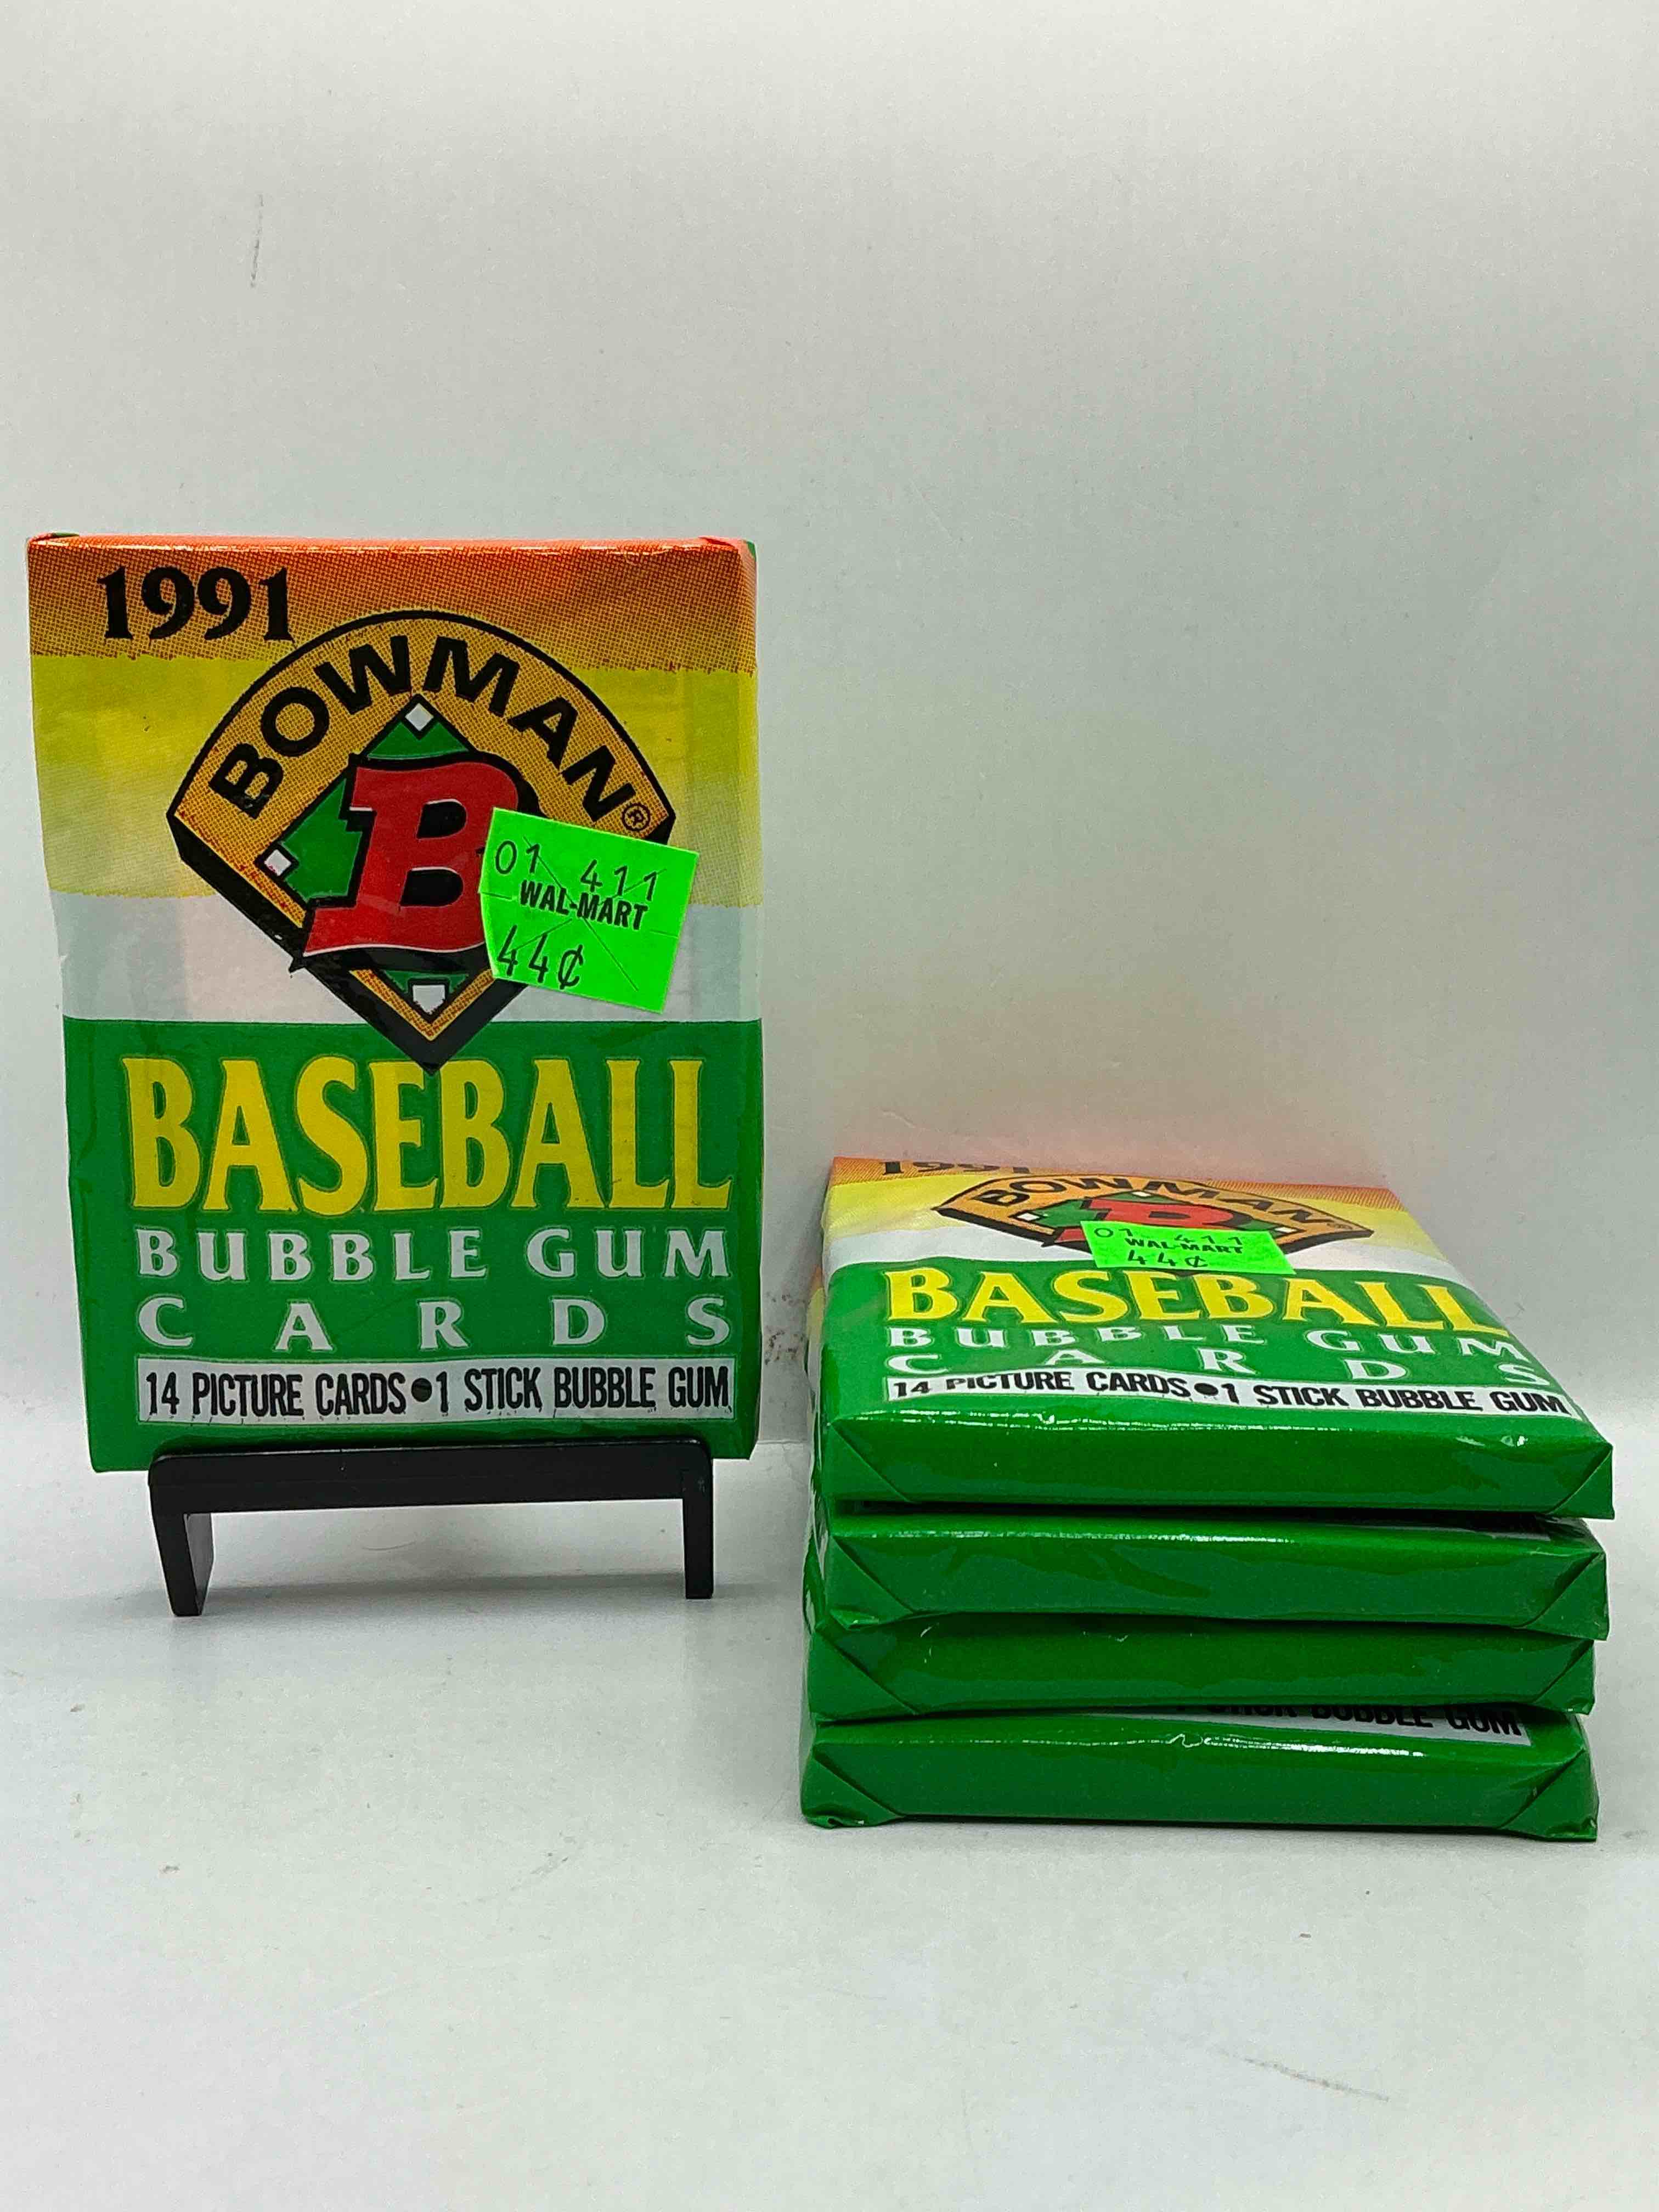 1991
BOWMAN®
B
01 411
WAL-MART
44¢
BASEBALL
BUBBLE GUM
CARDS
14 PICTURE CARDS•1 STICK BUBBLE GUM
1991
BOWMAN®
B
01 411
WAL-MART
44¢
BASEBALL
BUBBLE GUM
CARDS
14 PICTURE CARDS•1 STICK BUBBLE GUM
STICK BUBBLE GUM